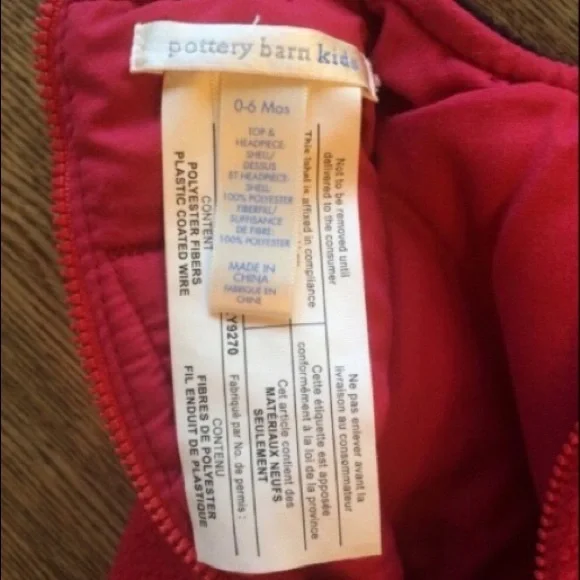 pottery barn kids
0-6 Mos
TOP &
HEADPIECE:
SHELL/
DESSUS
ET HEADPIECE:
SHELL:
100% POLYESTER
FIBERFILL/
SUFFISANCE
DE FIBRE:
100% POLYESTER
MADE IN
CHINA
FABRIQUE EN
CHINE
Not to be removed until
delivered to the consumer
This label is affixed in compliance
CONTENT
POLYESTER FIBERS
PLASTIC COATED WIRE
Ne pas enlever avant la
livraison au consommateur
Cette étiquette est apposée
conformément à la loi de la province
Cet article contient des
MATÉRIAUX NEUFS
SEULEMENT
Y9270
Fabriqué par No. de permis :
CONTENU
FIBRES DE POLYESTER
FIL ENDUIT DE PLASTIQUE